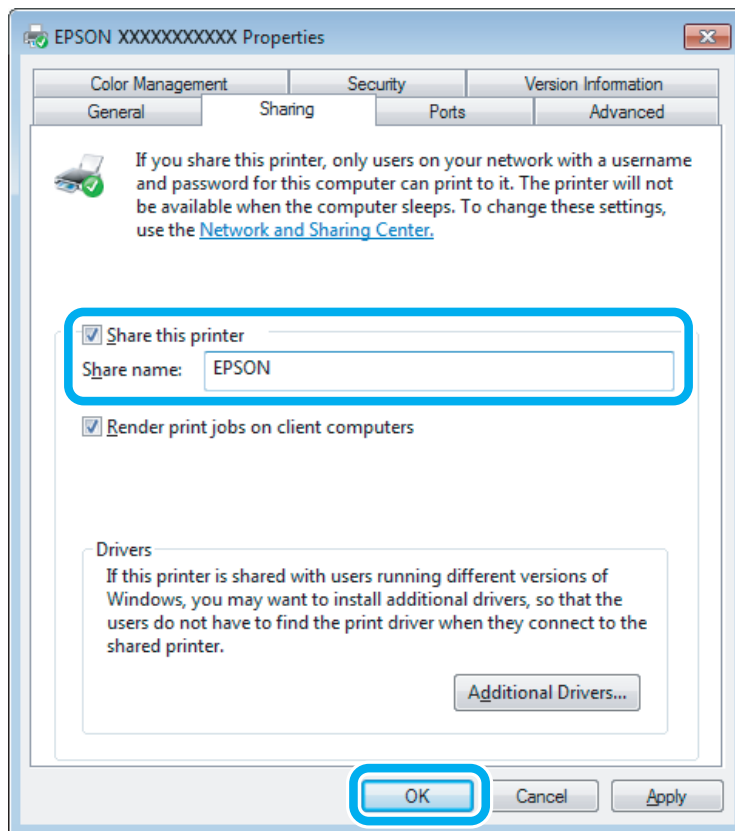 EPSON XXXXXXXXXXX Properties
Color Management Security Version Information
General Sharing Ports Advanced
If you share this printer, only users on your network with a username
and password for this computer can print to it. The printer will not
be available when the computer sleeps. To change these settings,
use the Network and Sharing Center.
Share this printer
Share name: EPSON
Render print jobs on client computers
Drivers
If this printer is shared with users running different versions of
Windows, you may want to install additional drivers, so that the
users do not have to find the print driver when they connect to the
shared printer.
Additional Drivers...
OK Cancel Apply